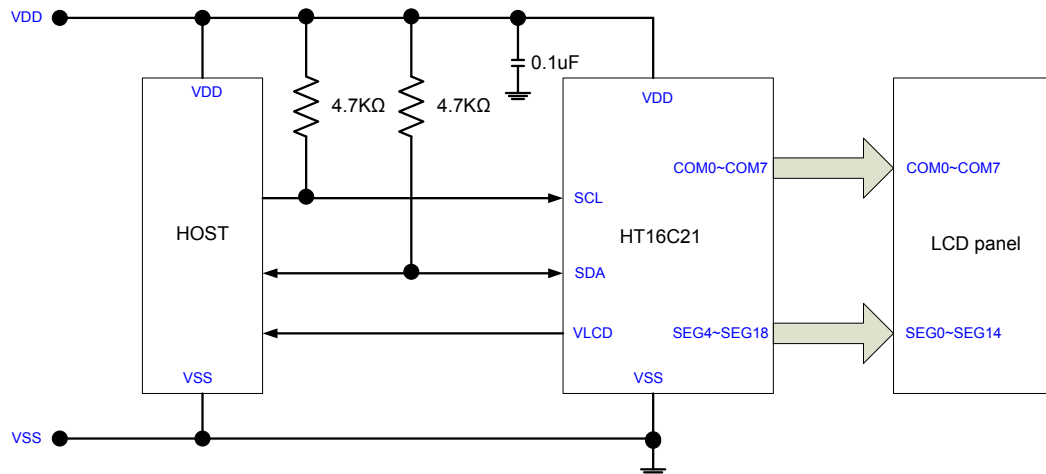 VDD
0.1uF
VDD
4.7KΩ
4.7KΩ
VDD
COM0~COM7
COM0~COM7
SCL
HOST
HT16C21
LCD panel
SDA
VLCD
SEG4~SEG18
SEG0~SEG14
VSS
VSS
VSS